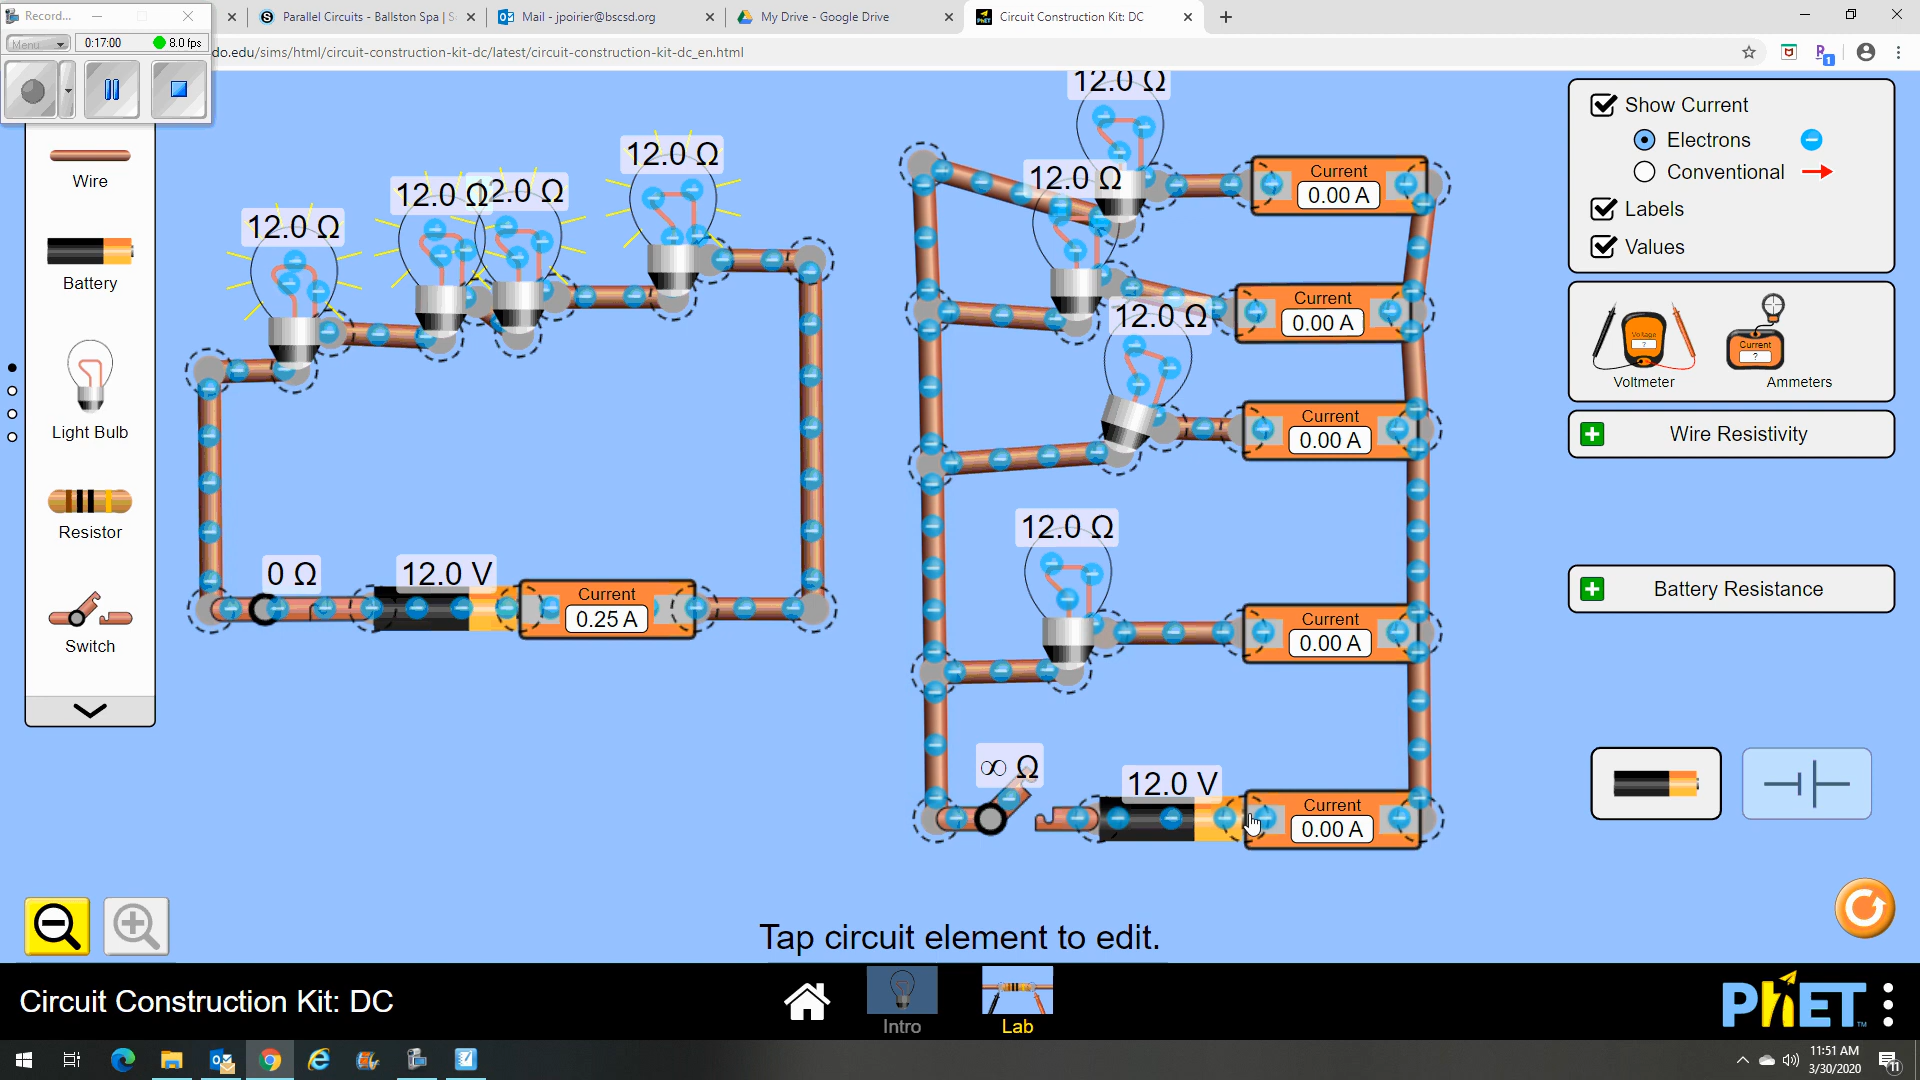 Record...
Parallel Circuits - Ballston Spa | S
Mail - jpoirier@bscsd.org
My Drive - Google Drive
Circuit Construction Kit: DC
Menu
0:17:00
8.0 fps
do.edu/sims/html/circuit-construction-kit-dc/latest/circuit-construction-kit-dc_en.html
1
Wire
Battery
Light Bulb
Resistor
Switch
12.0 Ω
12.0 Ω
2.0 Ω
12.0 Ω
0 Ω
12.0 V
Current
0.25 A
12.0 Ω
Current
0.00 A
12.0 Ω
Current
0.00 A
12.0 Ω
Current
0.00 A
12.0 Ω
Current
0.00 A
∞ Ω
12.0 V
Current
0.00 A
Show Current
Electrons
Conventional
Labels
Values
Voltage
?
Current
?
Voltmeter
Ammeters
Wire Resistivity
Battery Resistance
Tap circuit element to edit.
Circuit Construction Kit: DC
Intro
Lab
PhET
TM
11:51 AM
3/30/2020
11